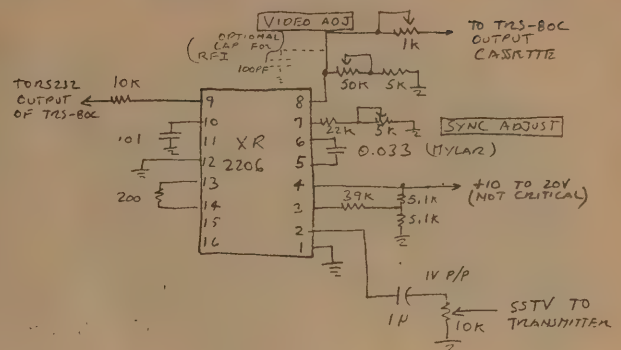 VIDEO ADJ
OPTIONAL
CAP FOR
RFI
100PF
1K
TO TRS-80C
OUTPUT
CASSETTE
50K
5K
TO RS232
OUTPUT
OF TRS-80C
10K
9
8
10
7
22K
5K
SYNC ADJUST
.01
11
XR
6
0.033 (MYLAR)
12
2206
5
200
13
4
+10 TO 20V
(NOT CRITICAL)
39K
5.1K
14
3
5.1K
15
2
16
1
1V P/P
1µ
10K
SSTV TO
TRANSMITTER